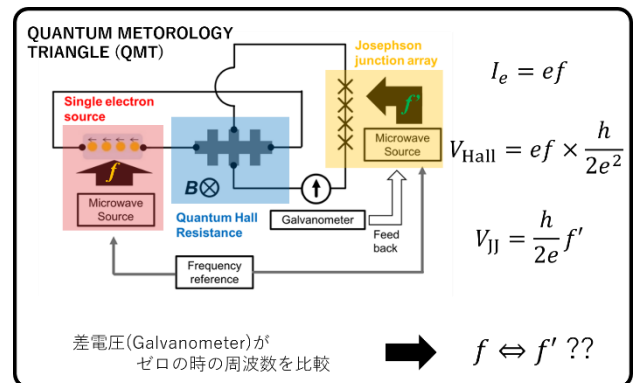 QUANTUM METOROLOGY
TRIANGLE (QMT)
Single electron
source
f
Microwave
Source
B⊗
Quantum Hall
Resistance
Josephson
junction array
f'
Microwave
Source
Galvanometer
Feed
back
Frequency
reference
I_e = ef
V_Hall = ef × h/2e²
V_JJ = h/2e f'
差電圧(Galvanometer)が
ゼロの時の周波数を比較
f ⇔ f' ??